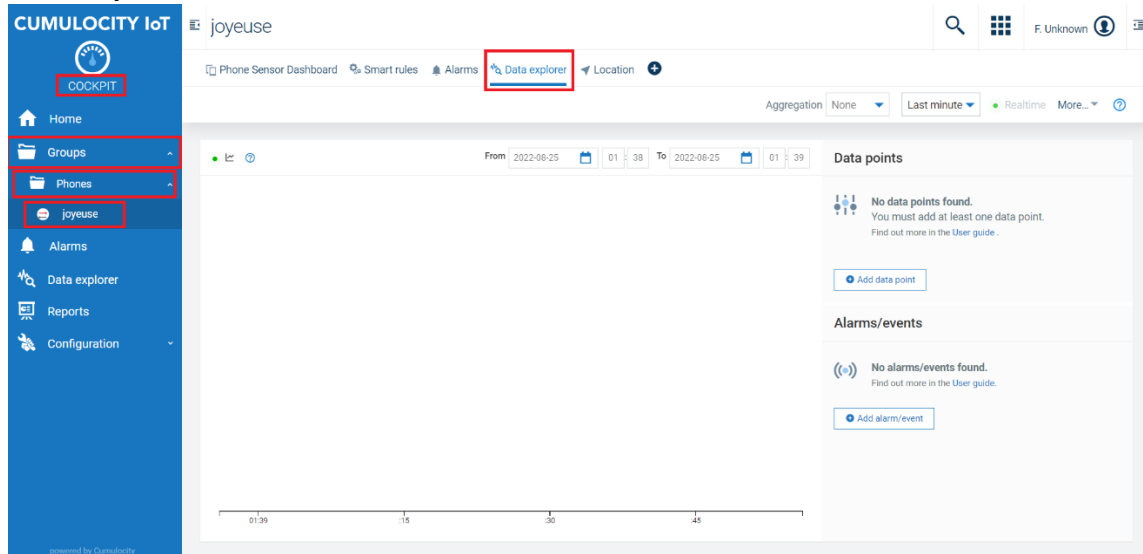 CUMULOCITY IoT
COCKPIT
Home
Groups
Phones
joyeuse
Alarms
Data explorer
Reports
Configuration
powered by Cumulocity
joyeuse
F. Unknown
Phone Sensor Dashboard Smart rules Alarms Data explorer Location
Aggregation None Last minute Realtime More...
From 2022-08-25 01 : 38 To 2022-08-25 01 : 39
01:39 :15 :30 :45
Data points
No data points found.
You must add at least one data point.
Find out more in the User guide .
Add data point
Alarms/events
No alarms/events found.
Find out more in the User guide.
Add alarm/event